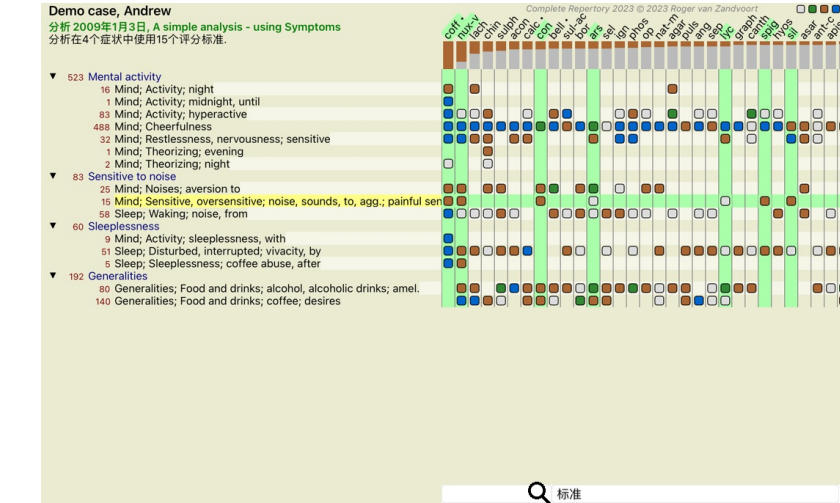 Demo case, Andrew
Complete Repertory 2023 © 2023 Roger van Zandvoort
分析 2009年1月3日, A simple analysis - using Symptoms
分析在4个症状中使用15个评分标准.
coff. nux-v lach chin sulph acon calc. con bell. sul-ac bor ars sel ign phos op nat-m agar puls ang sep lyc graph canth spig hyos sil asar ant-c apis
523 Mental activity
16 Mind; Activity; night
1 Mind; Activity; midnight, until
83 Mind; Activity; hyperactive
488 Mind; Cheerfulness
32 Mind; Restlessness, nervousness; sensitive
1 Mind; Theorizing; evening
2 Mind; Theorizing; night
83 Sensitive to noise
25 Mind; Noises; aversion to
15 Mind; Sensitive, oversensitive; noise, sounds, to, agg.; painful sen
58 Sleep; Waking; noise, from
60 Sleeplessness
9 Mind; Activity; sleeplessness, with
51 Sleep; Disturbed, interrupted; vivacity, by
5 Sleep; Sleeplessness; coffee abuse, after
192 Generalities
80 Generalities; Food and drinks; alcohol, alcoholic drinks; amel.
140 Generalities; Food and drinks; coffee; desires
标准